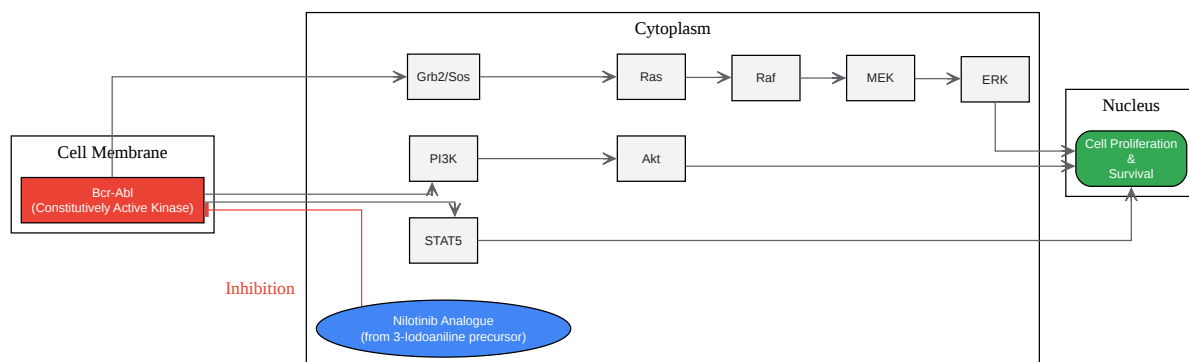 Cytoplasm
Grb2/Sos
Ras
Raf
MEK
ERK
Nucleus
Cell Proliferation
&
Survival
Cell Membrane
Bcr-Abl
(Constitutively Active Kinase)
PI3K
Akt
STAT5
Inhibition
Nilotinib Analogue
(from 3-Iodoaniline precursor)